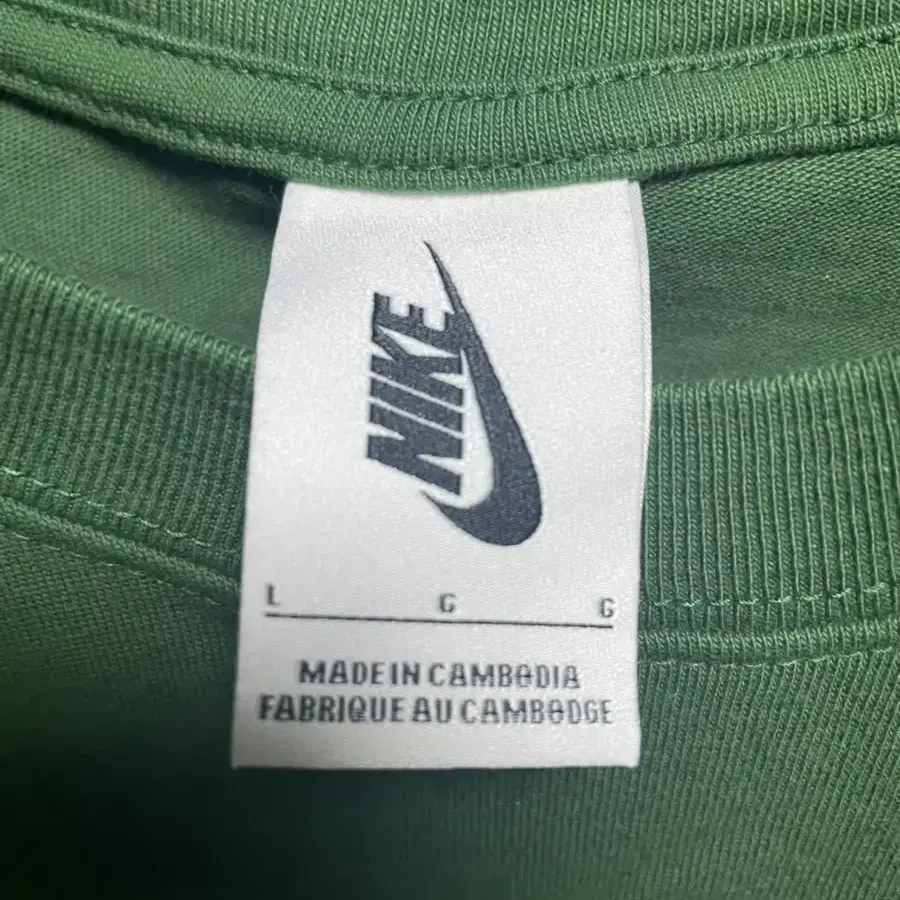 NIKE
L G G
MADE IN CAMBODIA
FABRIQUE AU CAMBODGE